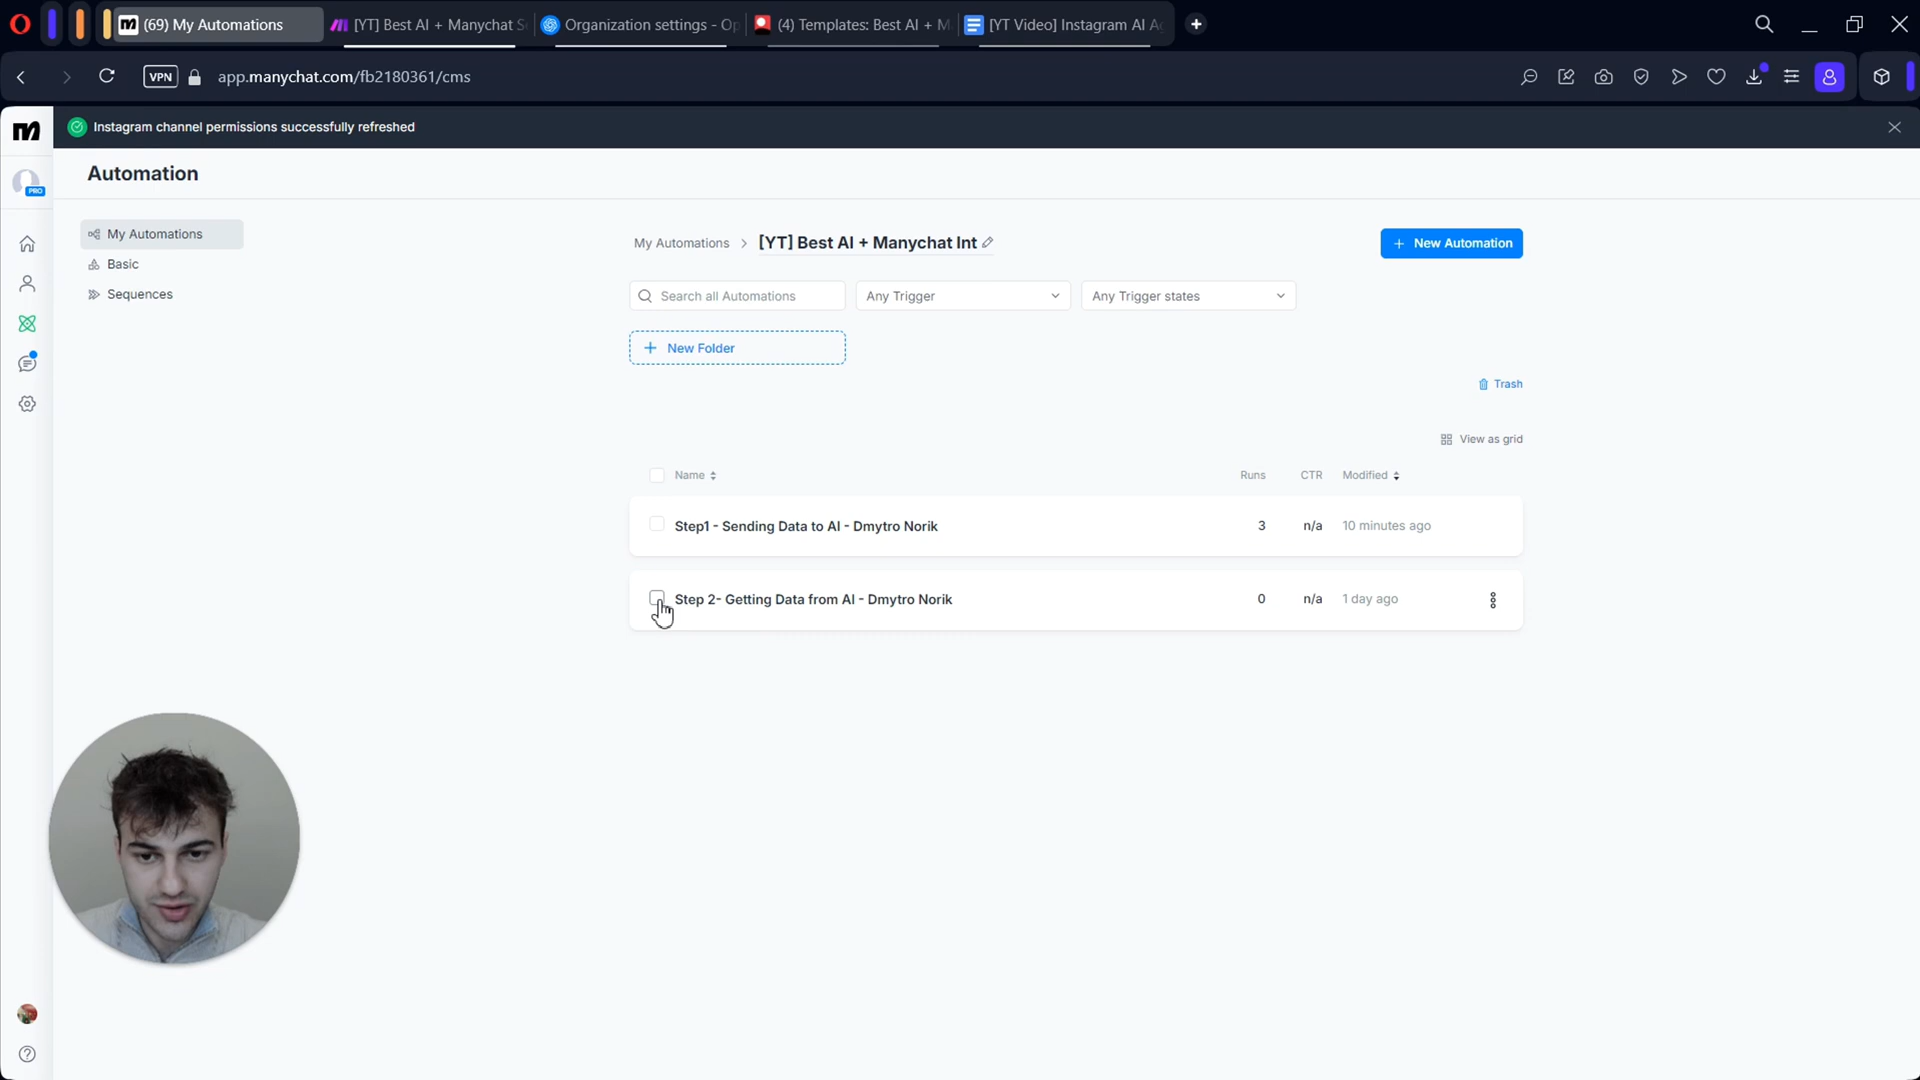 (69) My Automations
[YT] Best AI + Manychat S
Organization settings - Op
(4) Templates: Best AI + M
[YT Video] Instagram AI A
VPN
app.manychat.com/fb2180361/cms
Instagram channel permissions successfully refreshed
PRO
Automation
My Automations
Basic
Sequences
My Automations > [YT] Best AI + Manychat Int
+ New Automation
Search all Automations
Any Trigger
Any Trigger states
+ New Folder
Trash
View as grid
Name
Runs
CTR
Modified
Step1 - Sending Data to AI - Dmytro Norik
3
n/a
10 minutes ago
Step 2- Getting Data from AI - Dmytro Norik
0
n/a
1 day ago